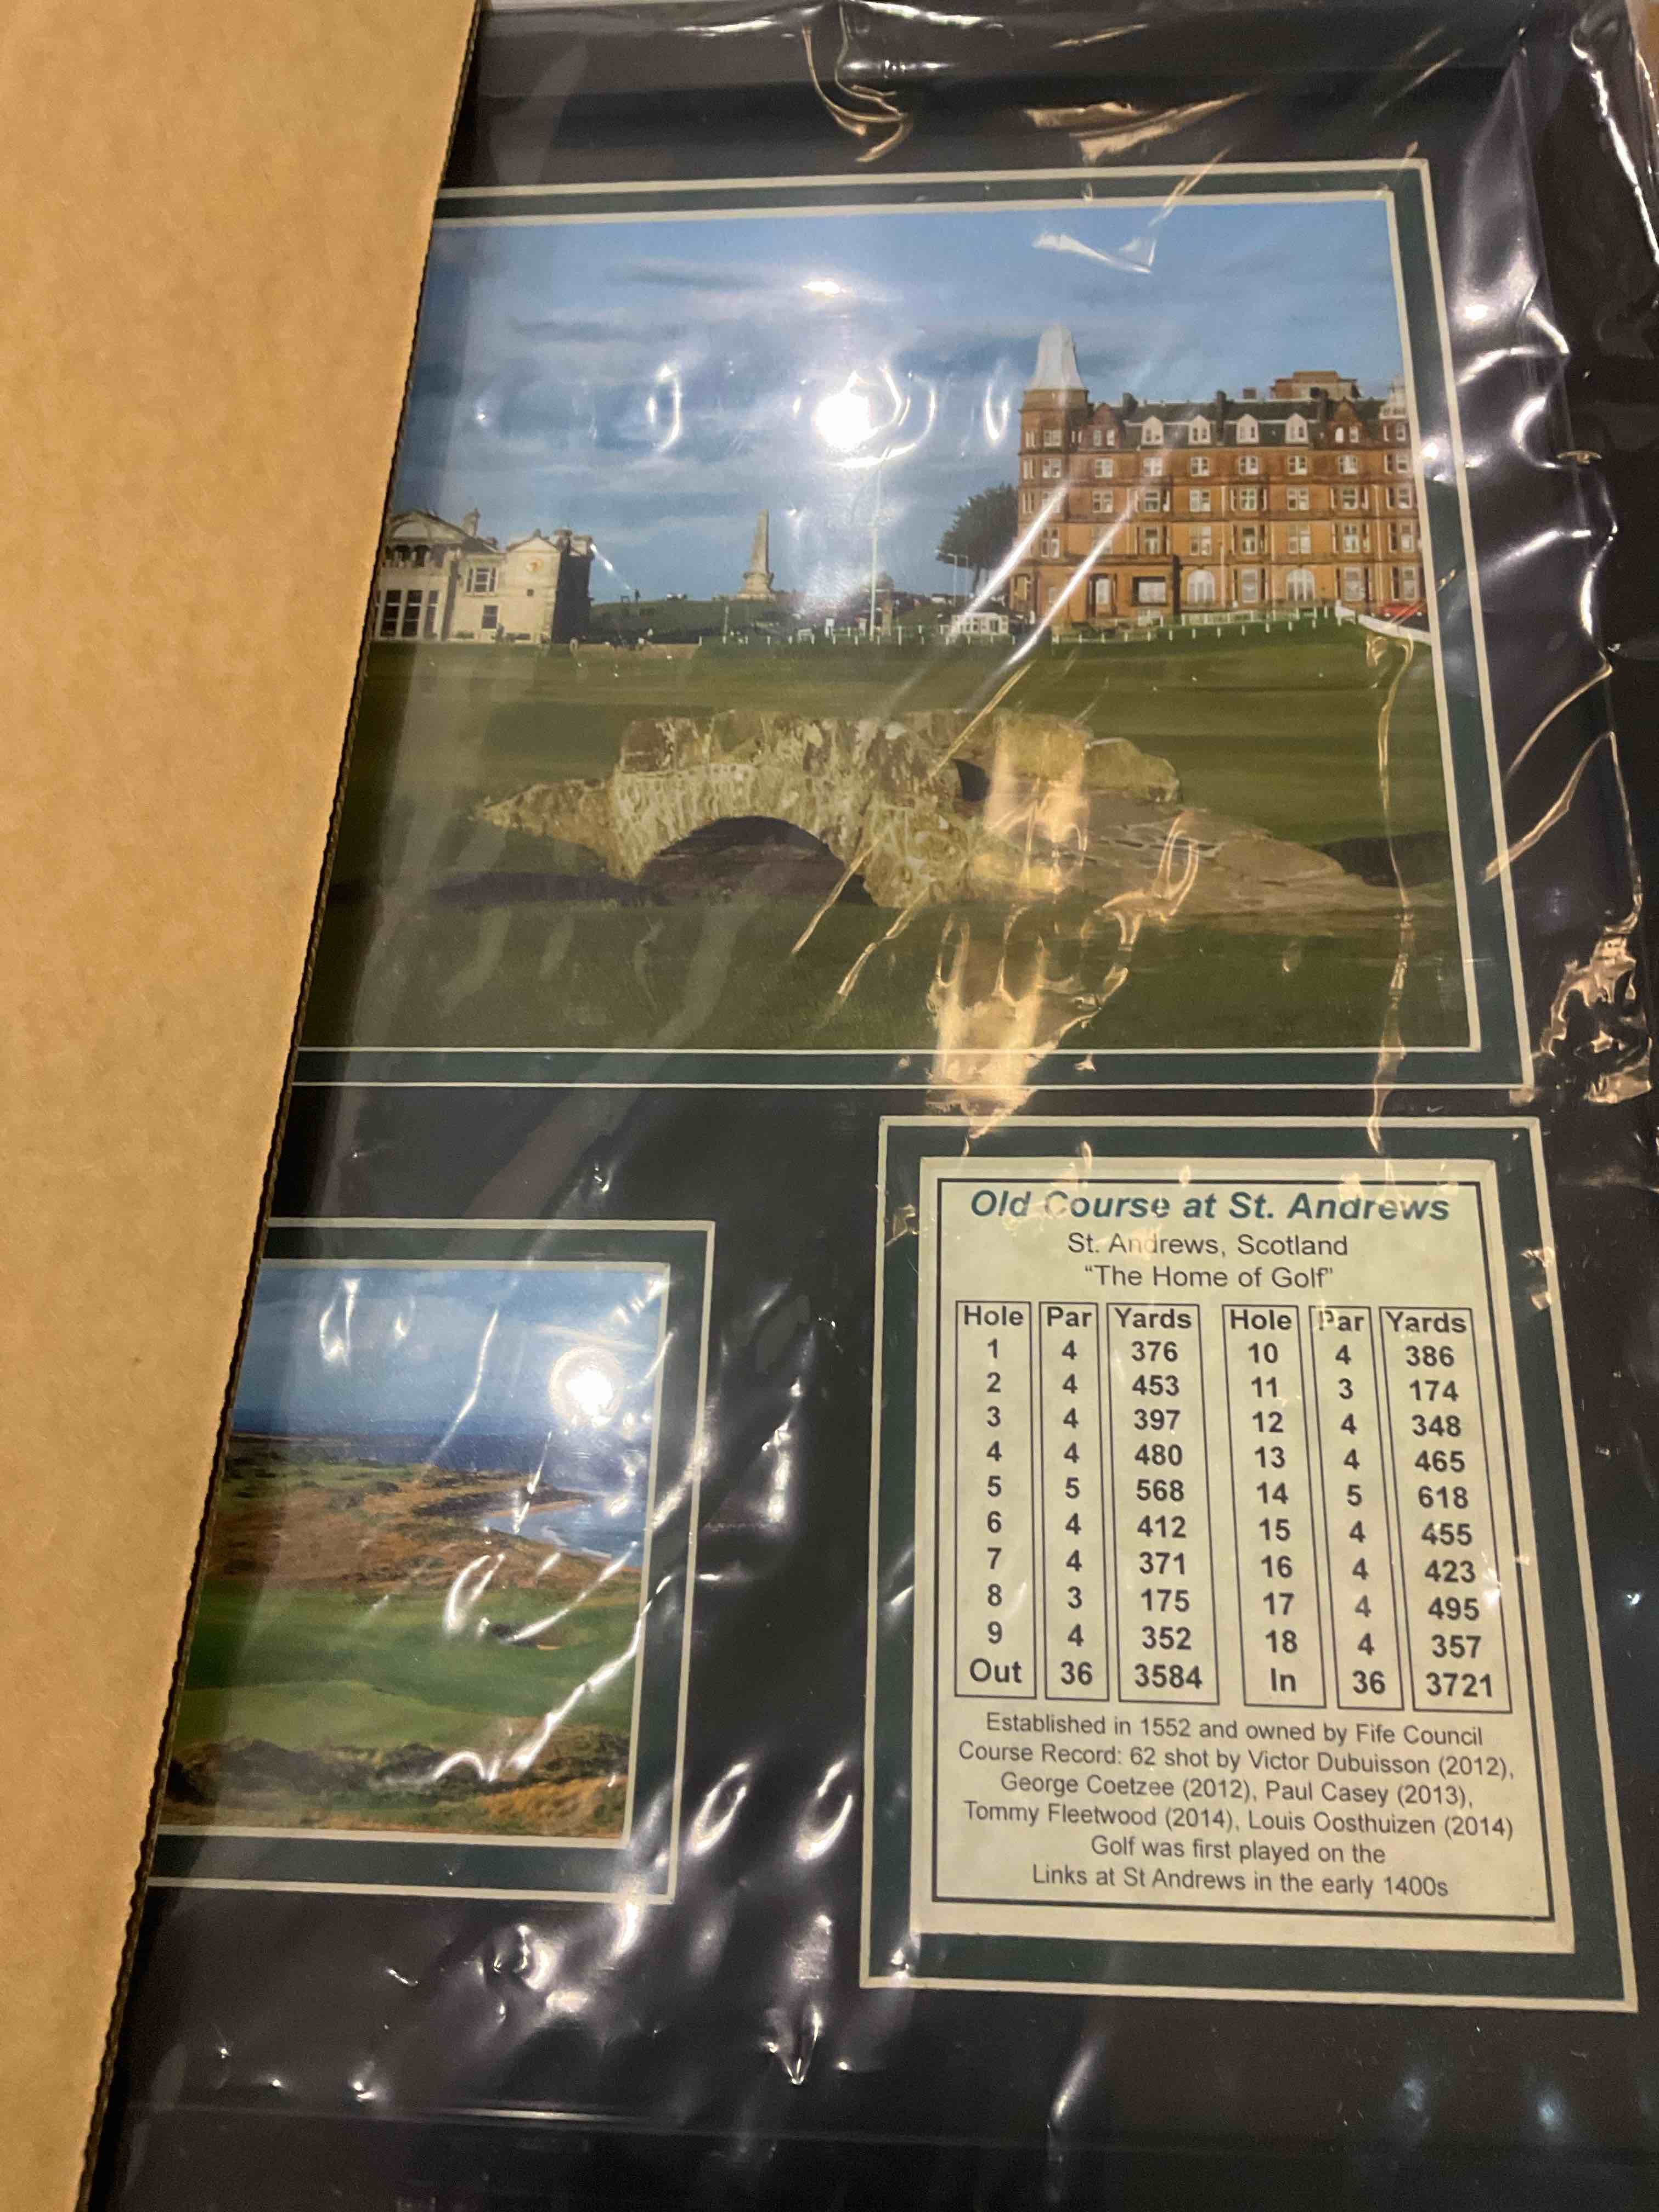 Old Course at St. Andrews
St. Andrews, Scotland
“The Home of Golf”
Hole Par Yards Hole Par Yards
1 4 376 10 4 386
2 4 453 11 3 174
3 4 397 12 4 348
4 4 480 13 4 465
5 5 568 14 5 618
6 4 412 15 4 455
7 4 371 16 4 423
8 3 175 17 4 495
9 4 352 18 4 357
Out 36 3584 In 36 3721
Established in 1552 and owned by Fife Council
Course Record: 62 shot by Victor Dubuisson (2012),
George Coetzee (2012), Paul Casey (2013),
Tommy Fleetwood (2014), Louis Oosthuizen (2014)
Golf was first played on the
Links at St Andrews in the early 1400s